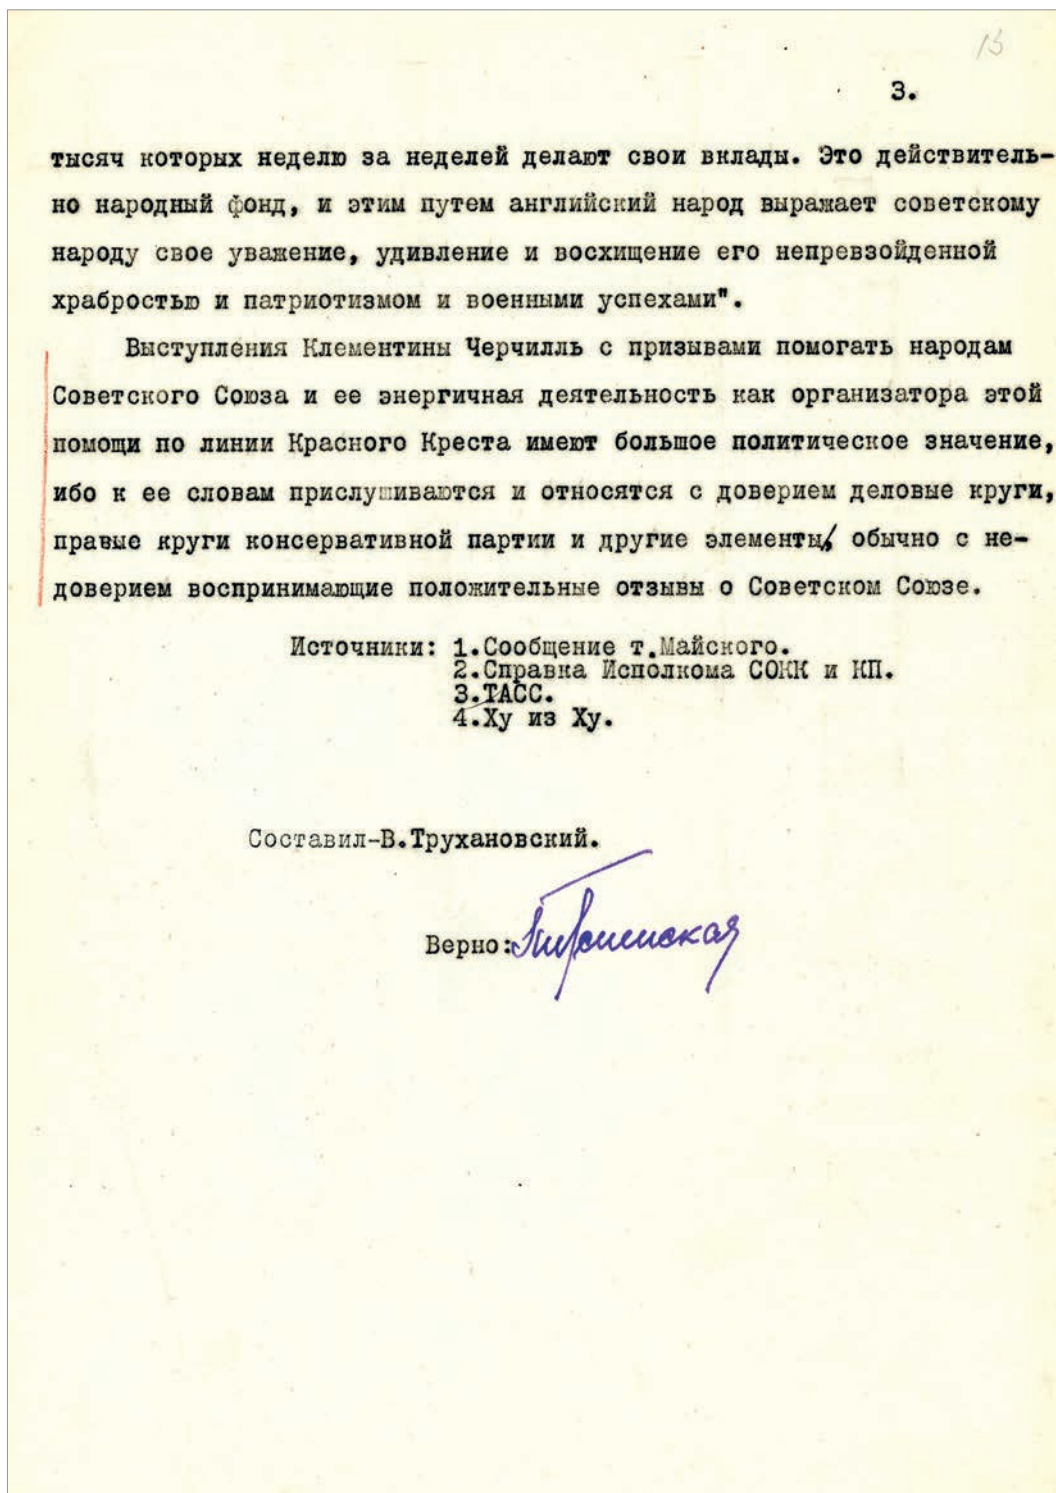 15
3.
тысяч которых неделю за неделей делают свои вклады. Это действитель-
но народный фонд, и этим путем английский народ выражает советскому
народу свое уважение, удивление и восхищение его непревзойденной
храбростью и патриотизмом и военными успехами".
Выступления Клементины Черчилль с призывами помогать народам
Советского Союза и ее энергичная деятельность как организатора этой
помощи по линии Красного Креста имеют большое политическое значение,
ибо к ее словам прислушиваются и относятся с доверием деловые круги,
правые круги консервативной партии и другие элементы, обычно с не-
доверием воспринимающие положительные отзывы о Советском Союзе.
Источники: 1.Сообщение т.Майского.
2.Справка Исполкома СОКК и КП.
3.ТАСС.
4.Ху из Ху.
Составил-В.Трухановский.
Верно: